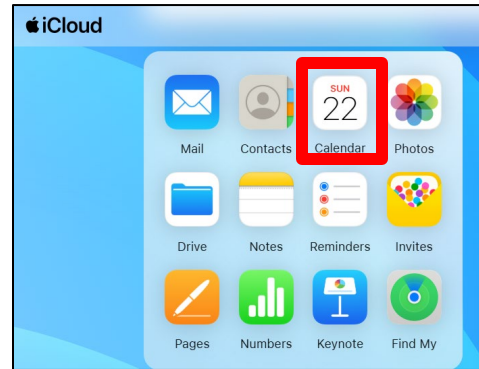 iCloud
SUN
22
Mail Contacts Calendar Photos
Drive Notes Reminders Invites
Pages Numbers Keynote Find My